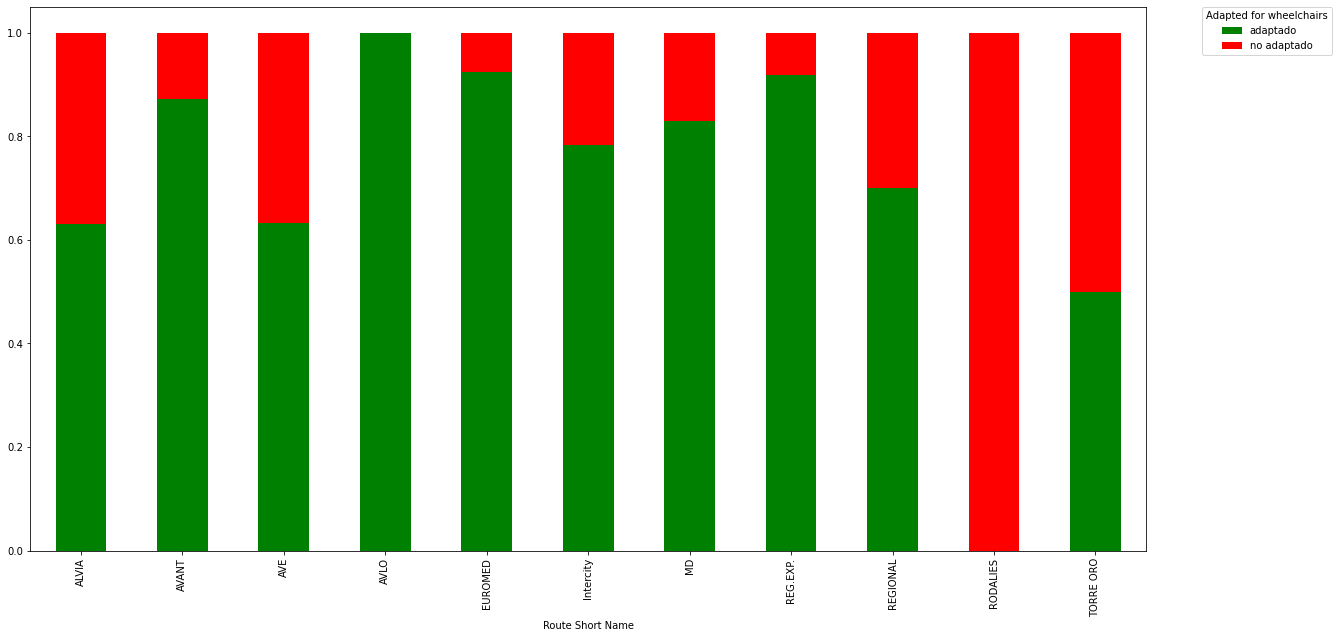 Adapted for wheelchairs
adaptado
no adaptado
1.0
0.8
0.6
0.4
0.2
0.0
ALVIA
AVANT
AVE
AVLO
EUROMED
Intercity
MD
REG.EXP.
REGIONAL
RODALIES
TORRE ORO
Route Short Name